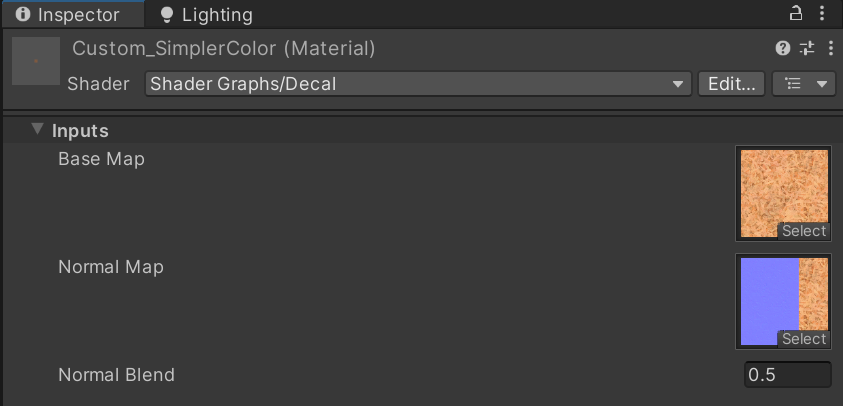 Inspector Lighting
Custom_SimplerColor (Material)
Shader Shader Graphs/Decal Edit...
Inputs
Base Map
Select
Normal Map
Select
Normal Blend 0.5